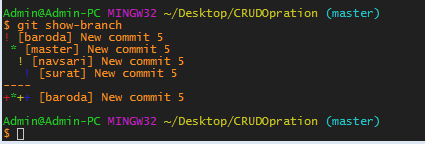 Admin@Admin-PC MINGW32 ~/Desktop/CRUDOpration (master)
$ git show-branch
! [baroda] New commit 5
 * [master] New commit 5
  ! [navsari] New commit 5
   ! [surat] New commit 5
----
+*++ [baroda] New commit 5

Admin@Admin-PC MINGW32 ~/Desktop/CRUDOpration (master)
$